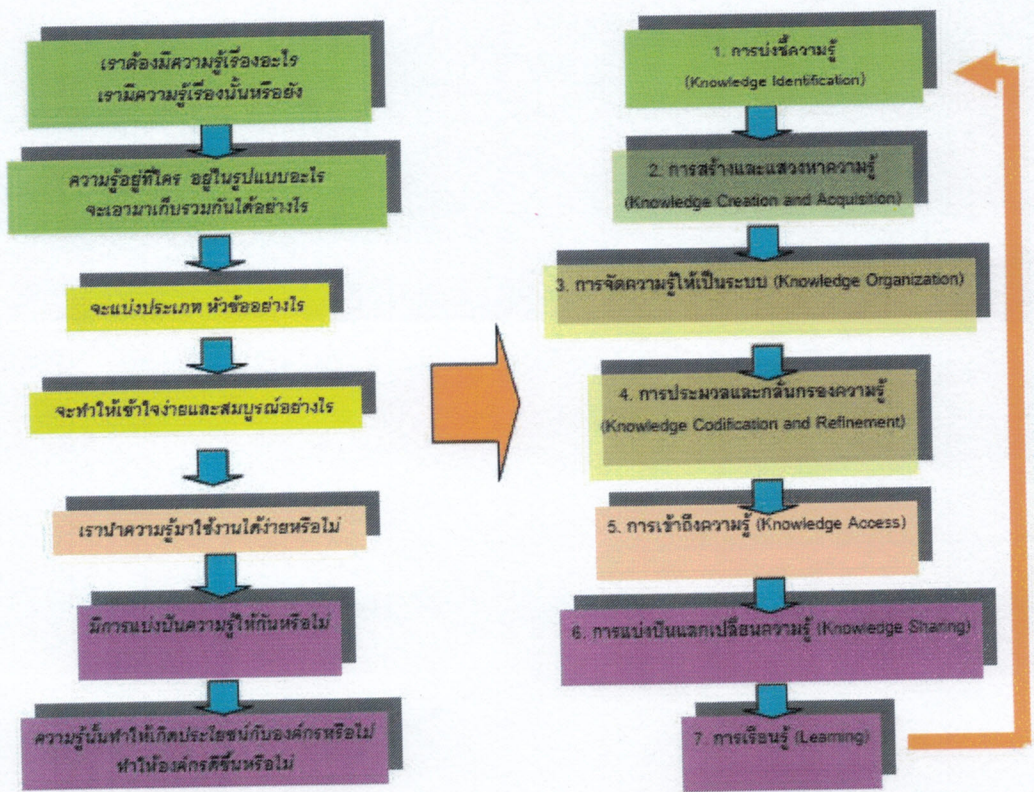 เราต้องมีความรู้เรื่องอะไร
เรามีความรู้เรื่องนั้นหรือยัง
ความรู้อยู่ที่ใคร อยู่ในรูปแบบอะไร
จะเอามาเก็บรวมกันได้อย่างไร
จะแบ่งประเภท หัวข้ออย่างไร
จะทำให้เข้าใจง่ายและสมบูรณ์อย่างไร
เรานำความรู้มาใช้งานได้ง่ายหรือไม่
มีการแบ่งปันความรู้ให้กันหรือไม่
ความรู้นั้นทำให้เกิดประโยชน์กับองค์กรหรือไม่
ทำให้องค์กรดีขึ้นหรือไม่
1. การบ่งชี้ความรู้
(Knowledge Identification)
2. การสร้างและแสวงหาความรู้
(Knowledge Creation and Acquisition)
3. การจัดความรู้ให้เป็นระบบ (Knowledge Organization)
4. การประมวลและกลั่นกรองความรู้
(Knowledge Codification and Refinement)
5. การเข้าถึงความรู้ (Knowledge Access)
6. การแบ่งปันแลกเปลี่ยนความรู้ (Knowledge Sharing)
7. การเรียนรู้ (Learning)